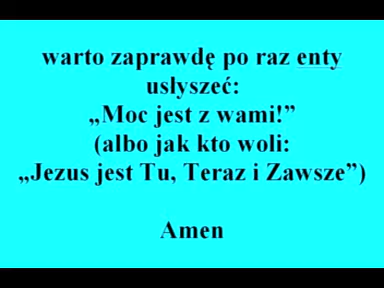 warto zaprawdę po raz enty
usłyszeć:
„Moc jest z wami!”
(albo jak kto woli:
„Jezus jest Tu, Teraz i Zawsze”)
Amen